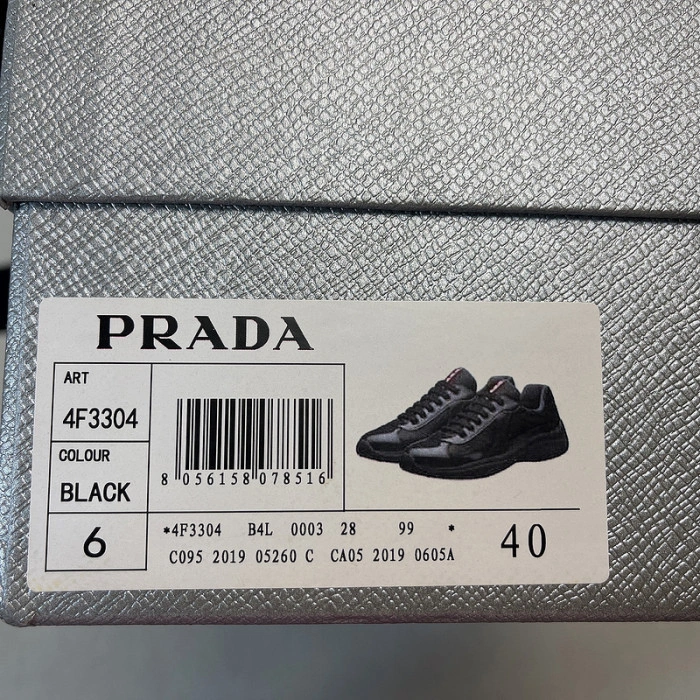 PRADA
ART
4F3304
COLOUR
BLACK
8 056158 078516
6
*4F3304 B4L 0003 28 99 *
C095 2019 05260 C CA05 2019 0605A
40